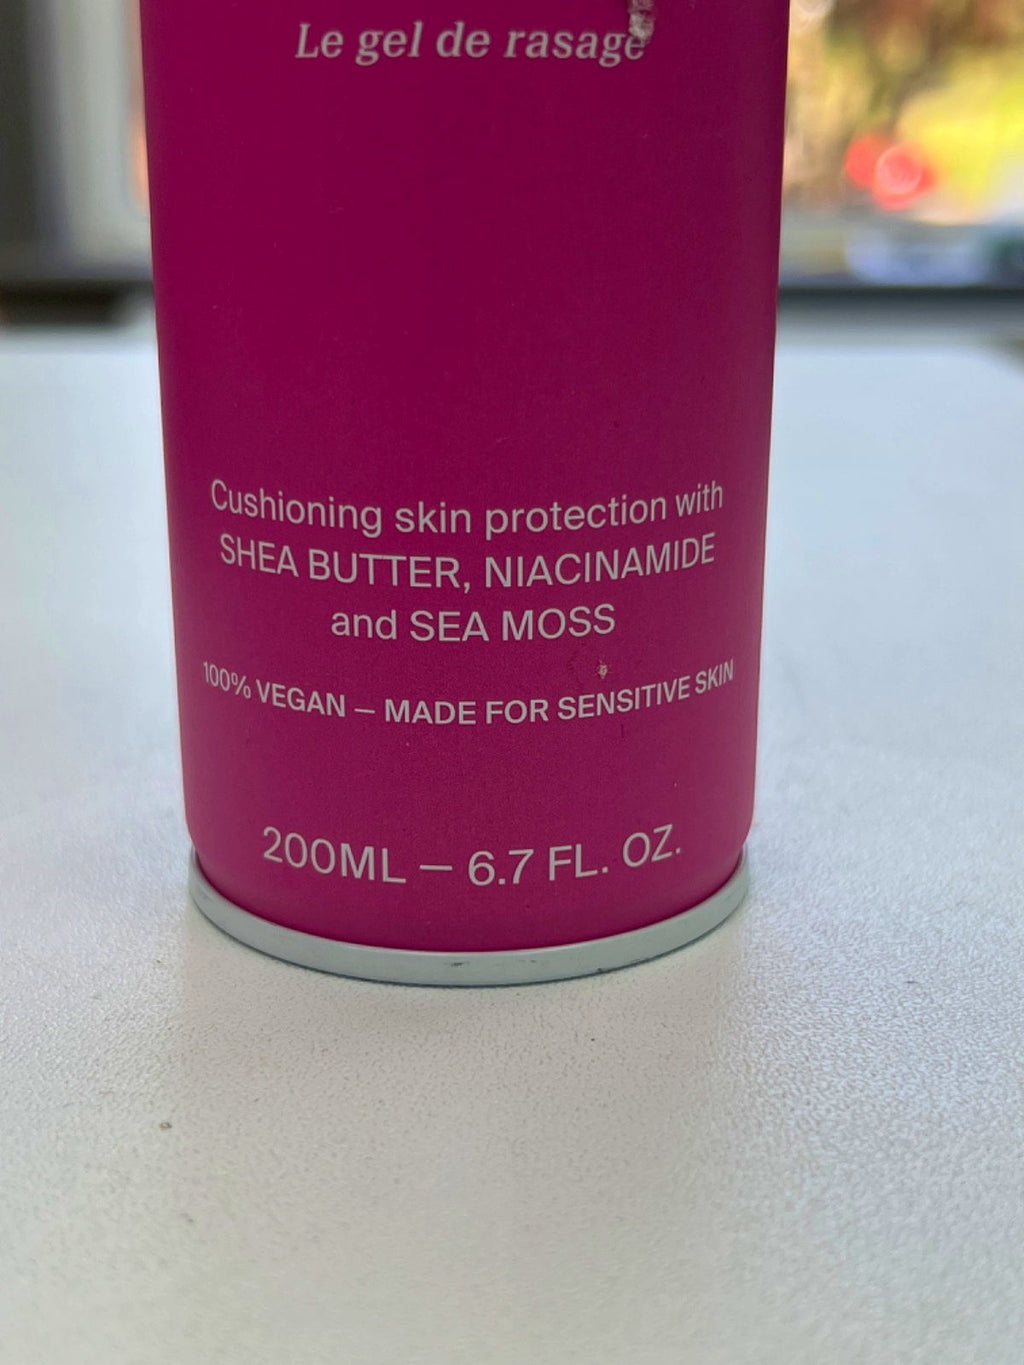 Le gel de rasage
Cushioning skin protection with
SHEA BUTTER, NIACINAMIDE
and SEA MOSS
100% VEGAN – MADE FOR SENSITIVE SKIN
200ML – 6.7 FL. OZ.